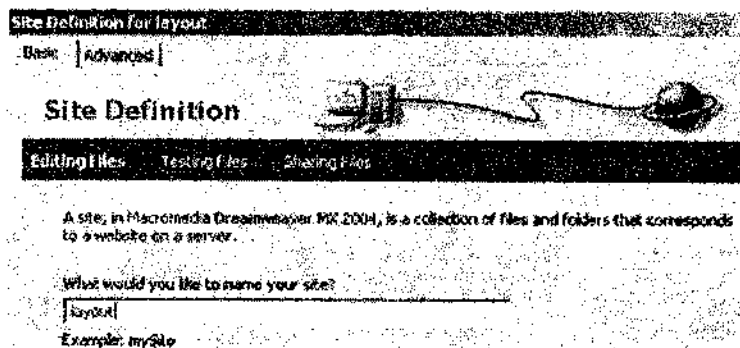 Site Definition for layout
Basic Advanced
Site Definition
Editing Files Testing Files Sharing Files
A site, in Macromedia Dreamweaver MX 2004, is a collection of files and folders that corresponds
to a website on a server.
What would you like to name your site?
layout
Example: mySite